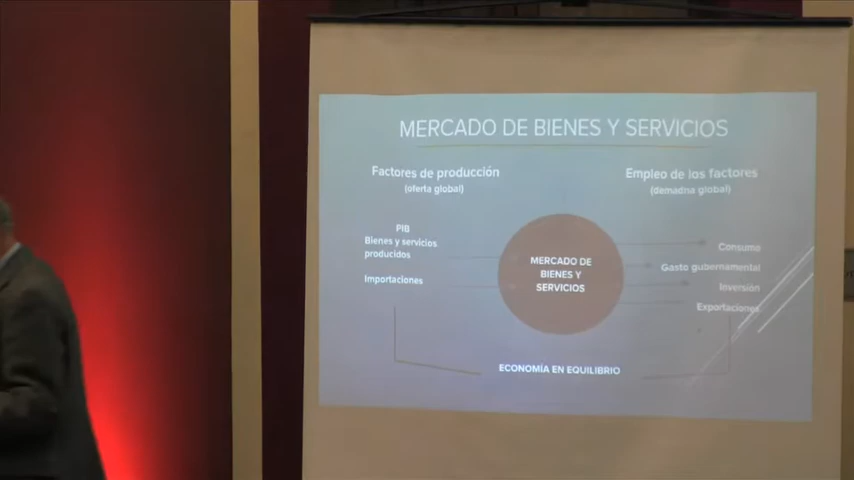 MERCADO DE BIENES Y SERVICIOS
Factores de producción
(oferta global)
Empleo de los factores
(demadnsa global)
PIB
Bienes y servicios
producidos
Importaciones
MERCADO DE
BIENES Y
SERVICIOS
Consumo
Gasto gubernamental
Inversión
Exportaciones
ECONOMÍA EN EQUILIBRIO